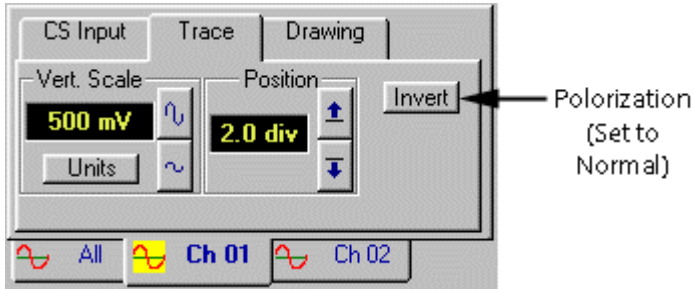 CS Input Trace Drawing
Vert. Scale Position
Invert
500 mV
2.0 div
Units
All Ch 01 Ch 02
Polorization
(Set to
Normal)